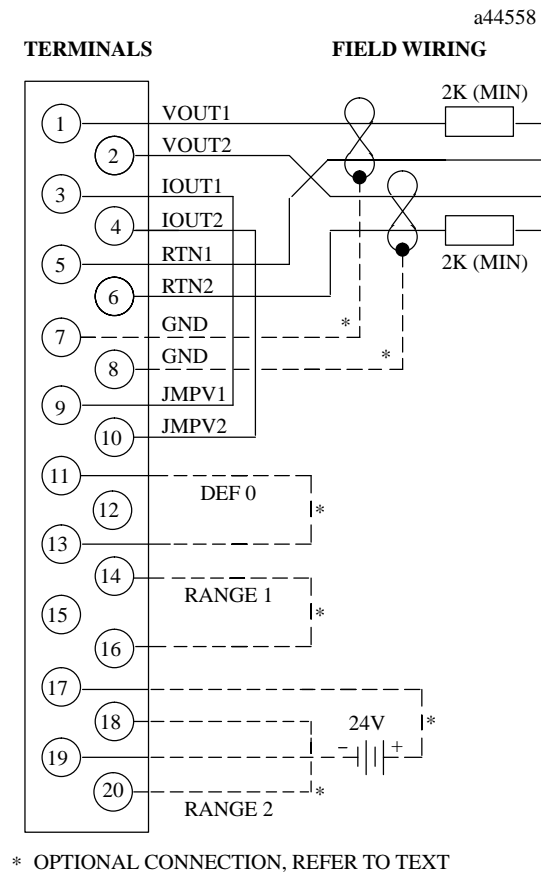 a44558
TERMINALS FIELD WIRING
2K (MIN)
1 VOUT1
2 VOUT2
3 IOUT1
4 IOUT2
5 RTN1
2K (MIN)
6 RTN2
7 GND *
8 GND *
9 JMPV1
10 JMPV2
11
DEF 0
12 *
13
14
RANGE 1
15 *
16
17
18 24V *
19 - +
20 *
RANGE 2
* OPTIONAL CONNECTION, REFER TO TEXT